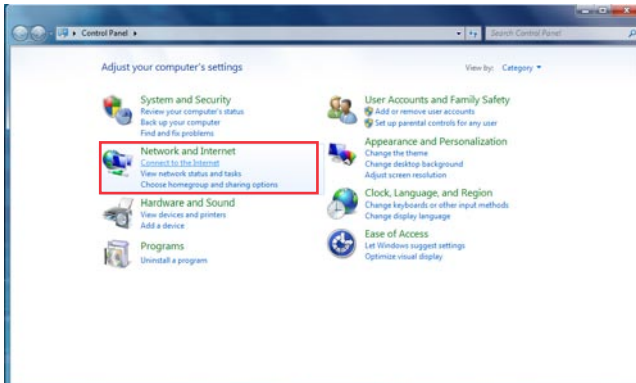 Control Panel
Search Control Panel
Adjust your computer's settings
View by: Category
System and Security
Review your computer's status
Back up your computer
Find and fix problems
Network and Internet
Connect to the Internet
View network status and tasks
Choose homegroup and sharing options
Hardware and Sound
View devices and printers
Add a device
Programs
Uninstall a program
User Accounts and Family Safety
Add or remove user accounts
Set up parental controls for any user
Appearance and Personalization
Change the theme
Change desktop background
Adjust screen resolution
Clock, Language, and Region
Change keyboards or other input methods
Change display language
Ease of Access
Let Windows suggest settings
Optimize visual display